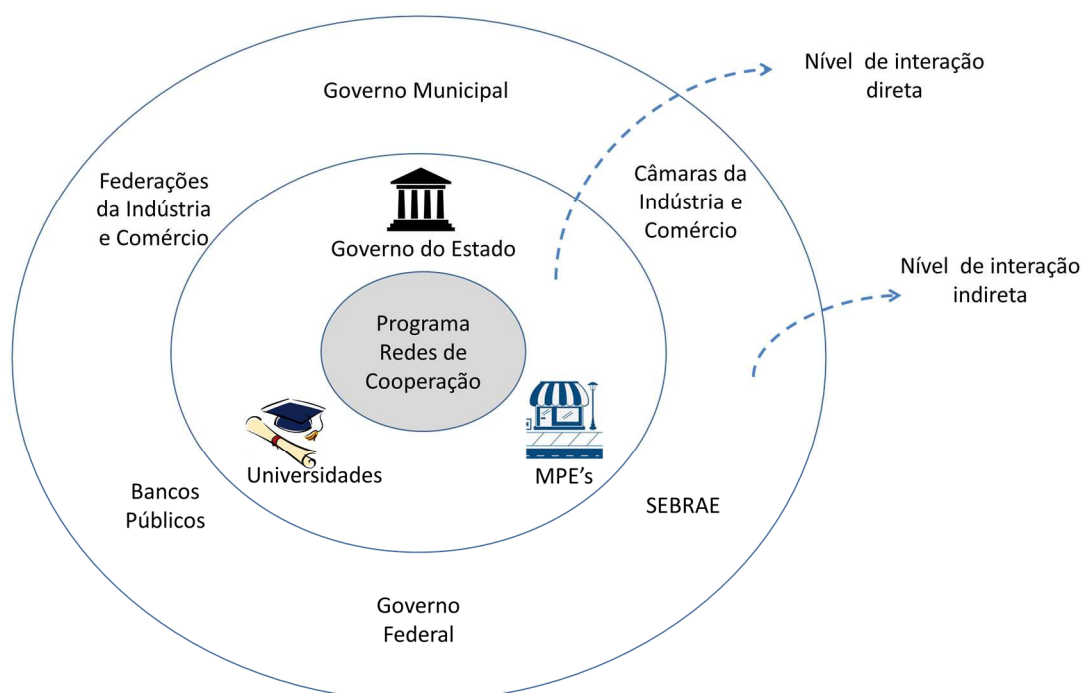 Governo Municipal
Nível de interação
direta
Federações
da Indústria
e Comércio
Câmaras da
Indústria e
Comércio
Governo do Estado
Nível de interação
indireta
Programa
Redes de
Cooperação
Universidades
MPE's
Bancos
Públicos
SEBRAE
Governo
Federal